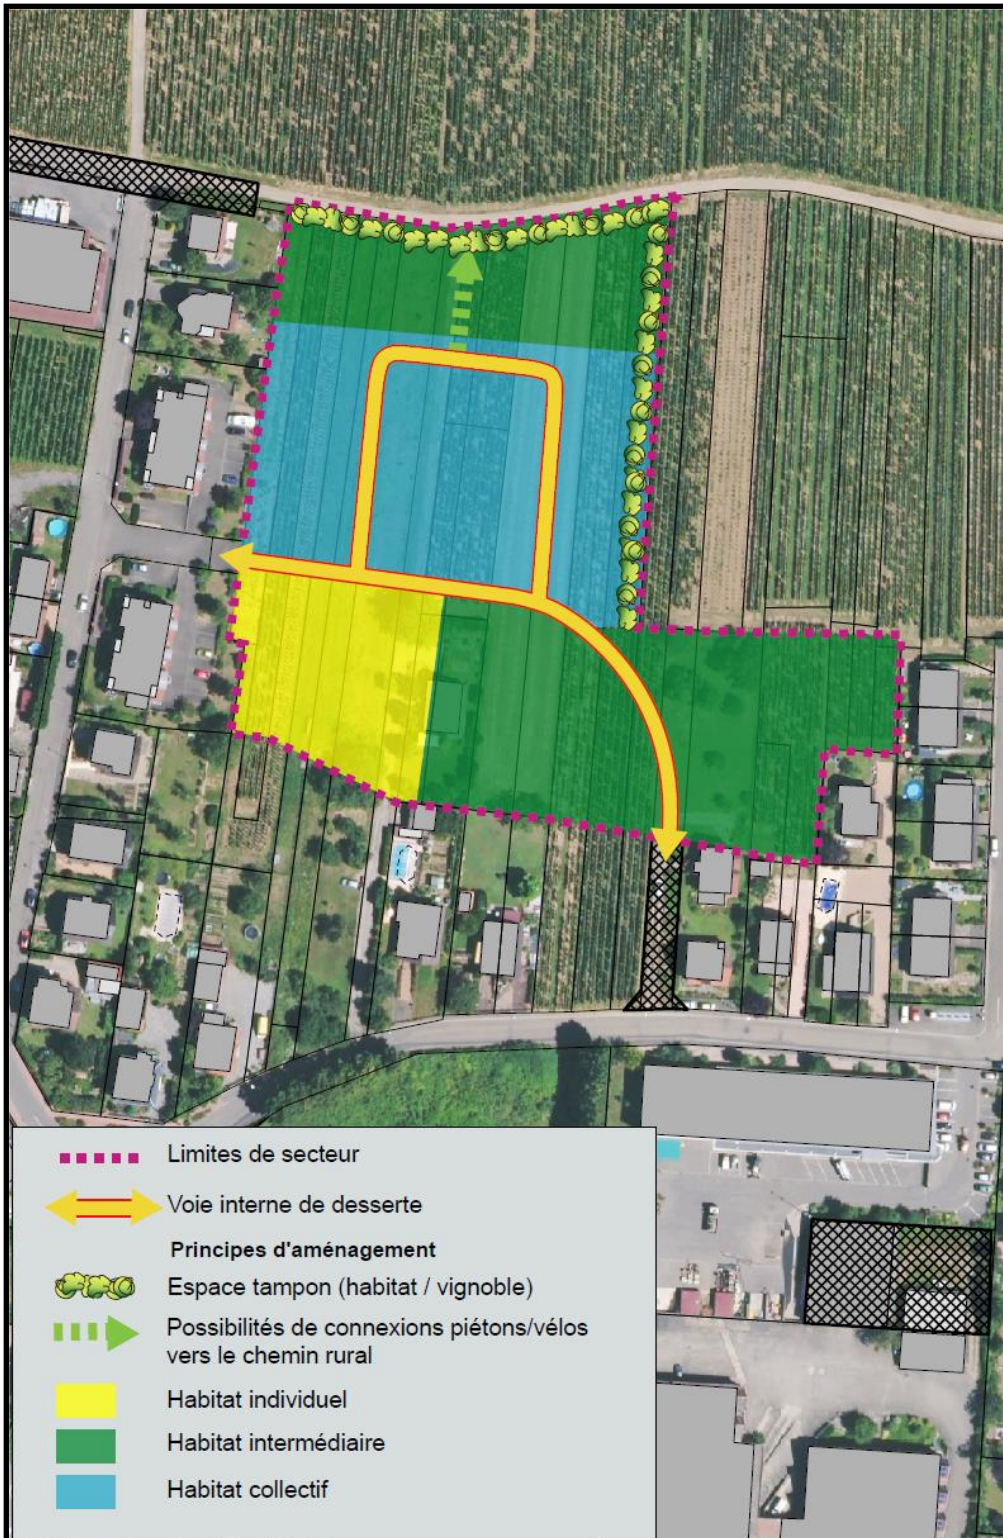 Limites de secteur
Voie interne de desserte
Principes d'aménagement
Espace tampon (habitat / vignoble)
Possibilités de connexions piétons/vélos
vers le chemin rural
Habitat individuel
Habitat intermédiaire
Habitat collectif